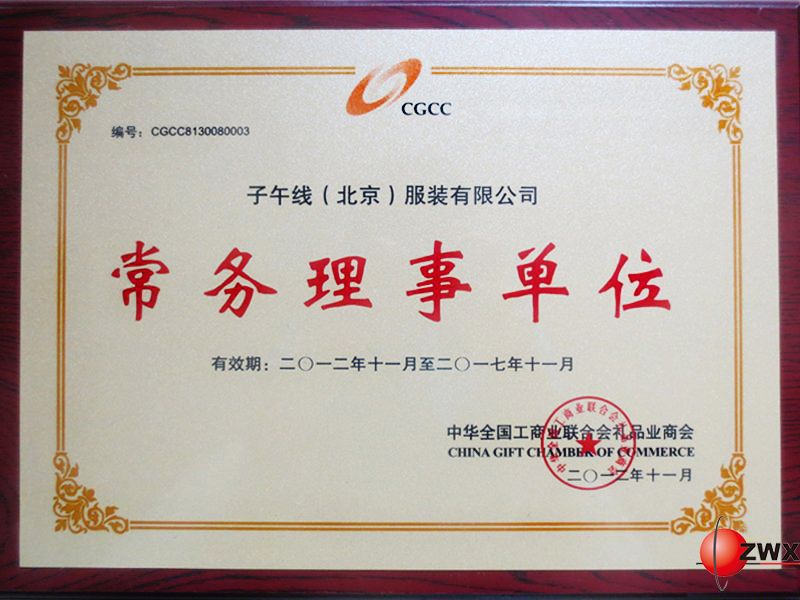 CGCC
编号：CGCC8130080003
子午线（北京）服装有限公司
常务理事单位
有效期：二〇一二年十一月至二〇一七年十一月
中华全国工商业联合会礼品业商会
CHINA GIFT CHAMBER OF COMMERCE
二〇一二年十一月
ZWX